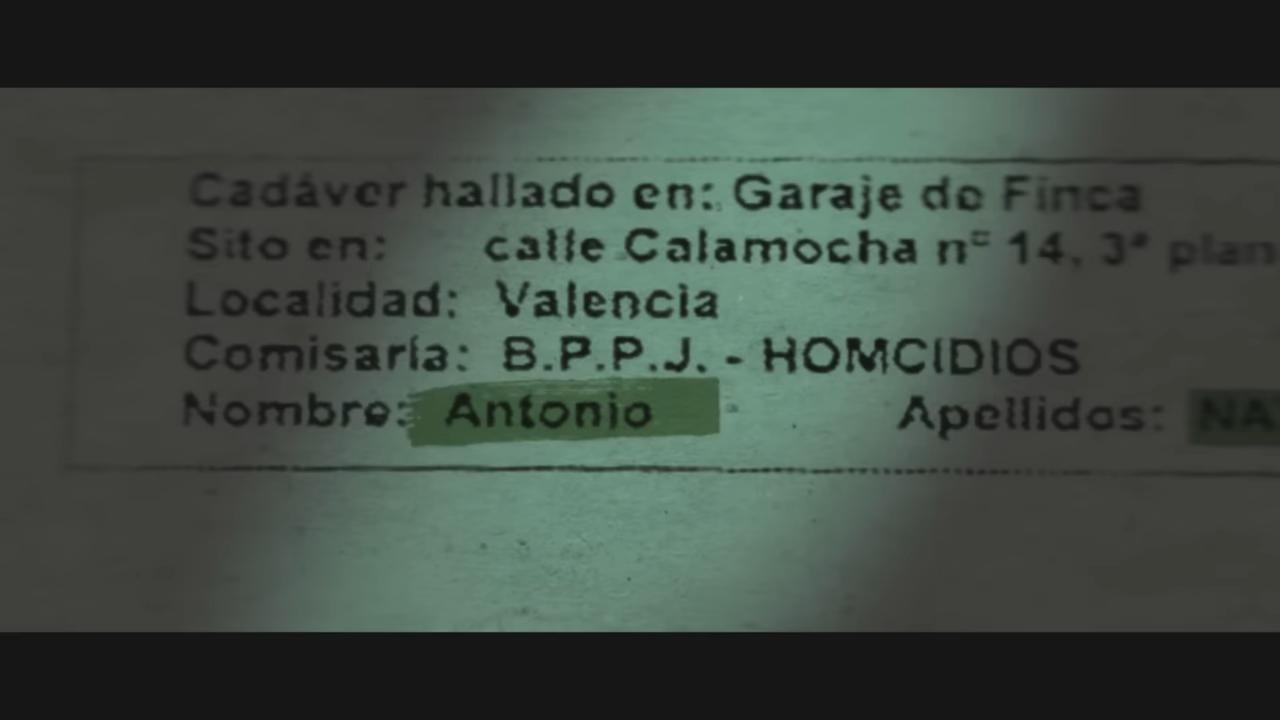 Cadáver hallado en: Garaje de Finca
Sito en: calle Calamocha nº 14, 3ª
Localidad: Valencia
Comisaría: B.P.P.J. - HOMCIDIOS
Nombre: Antonio Apellidos: